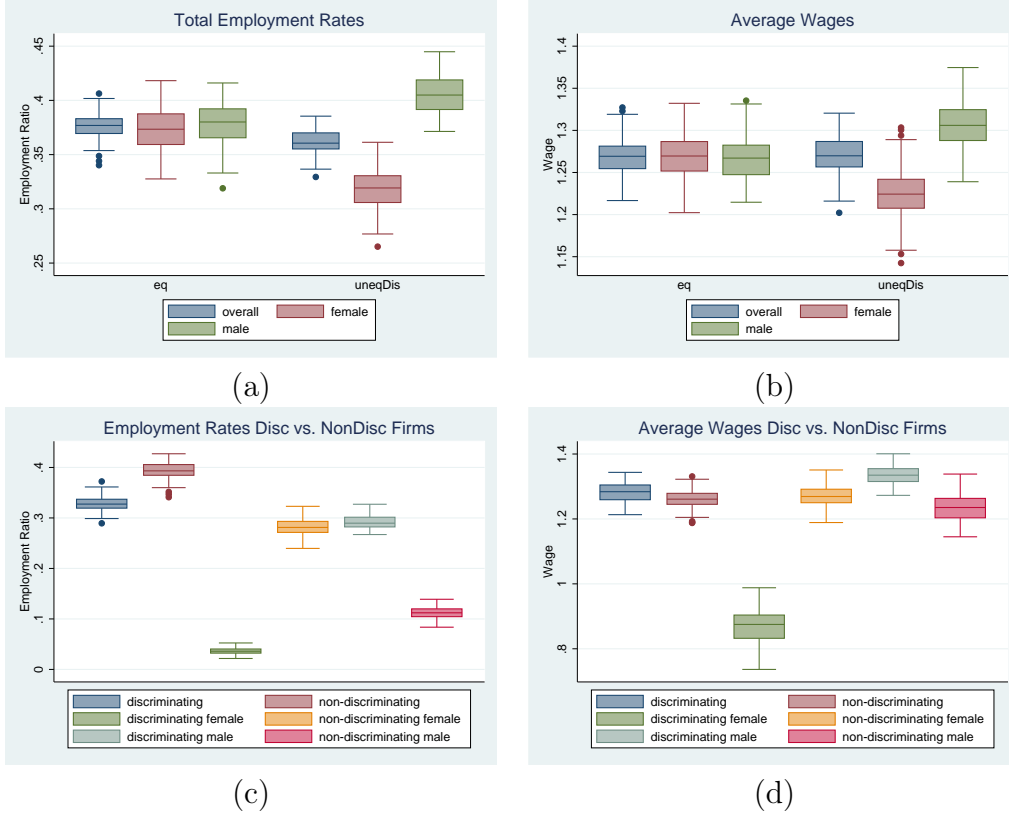 Total Employment Rates
Employment Ratio
.45
.4
.35
.3
.25
eq uneqDis
overall female
male
(a)
Average Wages
Wage
1.4
1.35
1.3
1.25
1.2
1.15
eq uneqDis
overall female
male
(b)
Employment Rates Disc vs. NonDisc Firms
Employment Ratio
.4
.3
.2
.1
0
discriminating non-discriminating
discriminating female non-discriminating female
discriminating male non-discriminating male
(c)
Average Wages Disc vs. NonDisc Firms
Wage
1.4
1.2
1
.8
discriminating non-discriminating
discriminating female non-discriminating female
discriminating male non-discriminating male
(d)